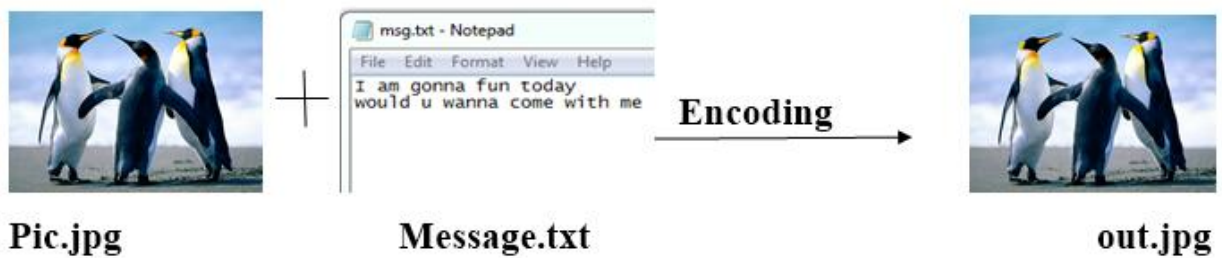 msg.txt - Notepad
File Edit Format View Help
I am gonna fun today
would u wanna come with me
Encoding
Pic.jpg
Message.txt
out.jpg